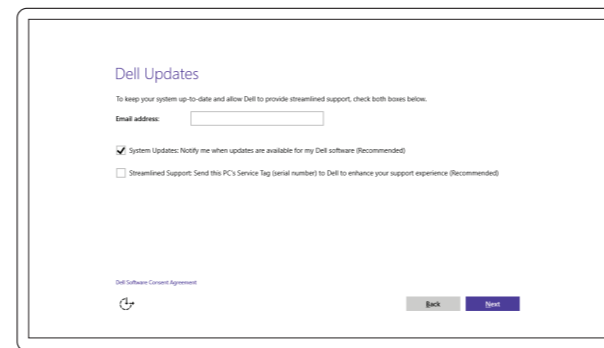 Dell Updates
To keep your system up-to-date and allow Dell to provide streamlined support, check both boxes below.
Email address:
System Updates: Notify me when updates are available for my Dell software (Recommended)
Streamlined Support: Send this PC's Service Tag (serial number) to Dell to enhance your support experience (Recommended)
Dell Software Consent Agreement
Back Next